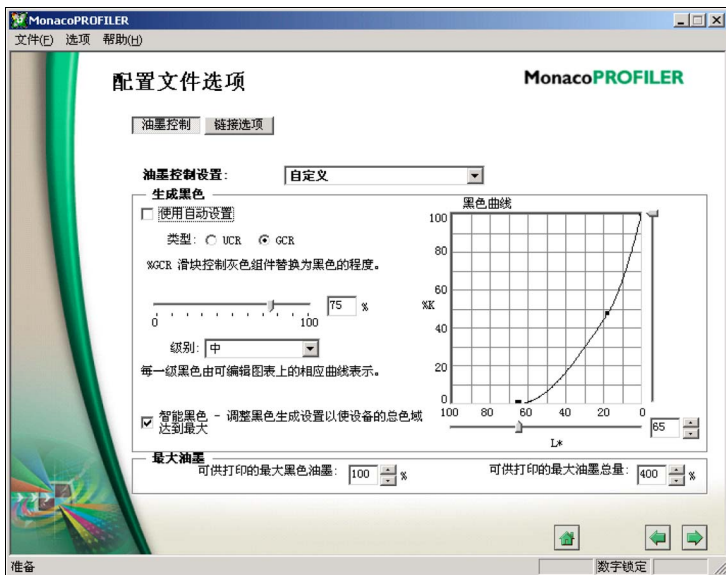 MonacoPROFILER
文件(F) 选项 帮助(H)
配置文件选项
MonacoPROFILER
油墨控制 链接选项
油墨控制设置: 自定义
生成黑色
使用自动设置
类型: UCR GCR
%GCR 滑块控制灰色组件替换为黑色的程度。
0 100 75 %
级别: 中
每一级黑色由可编辑图表上的相应曲线表示。
智能黑色 - 调整黑色生成设置以使设备的总色域
达到最大
黑色曲线
100
80
60
%K
40
20
0
100 80 60 40 20 0
65
L*
最大油墨
可供打印的最大黑色油墨: 100 % 可供打印的最大油墨总量: 400 %
准备 数字锁定